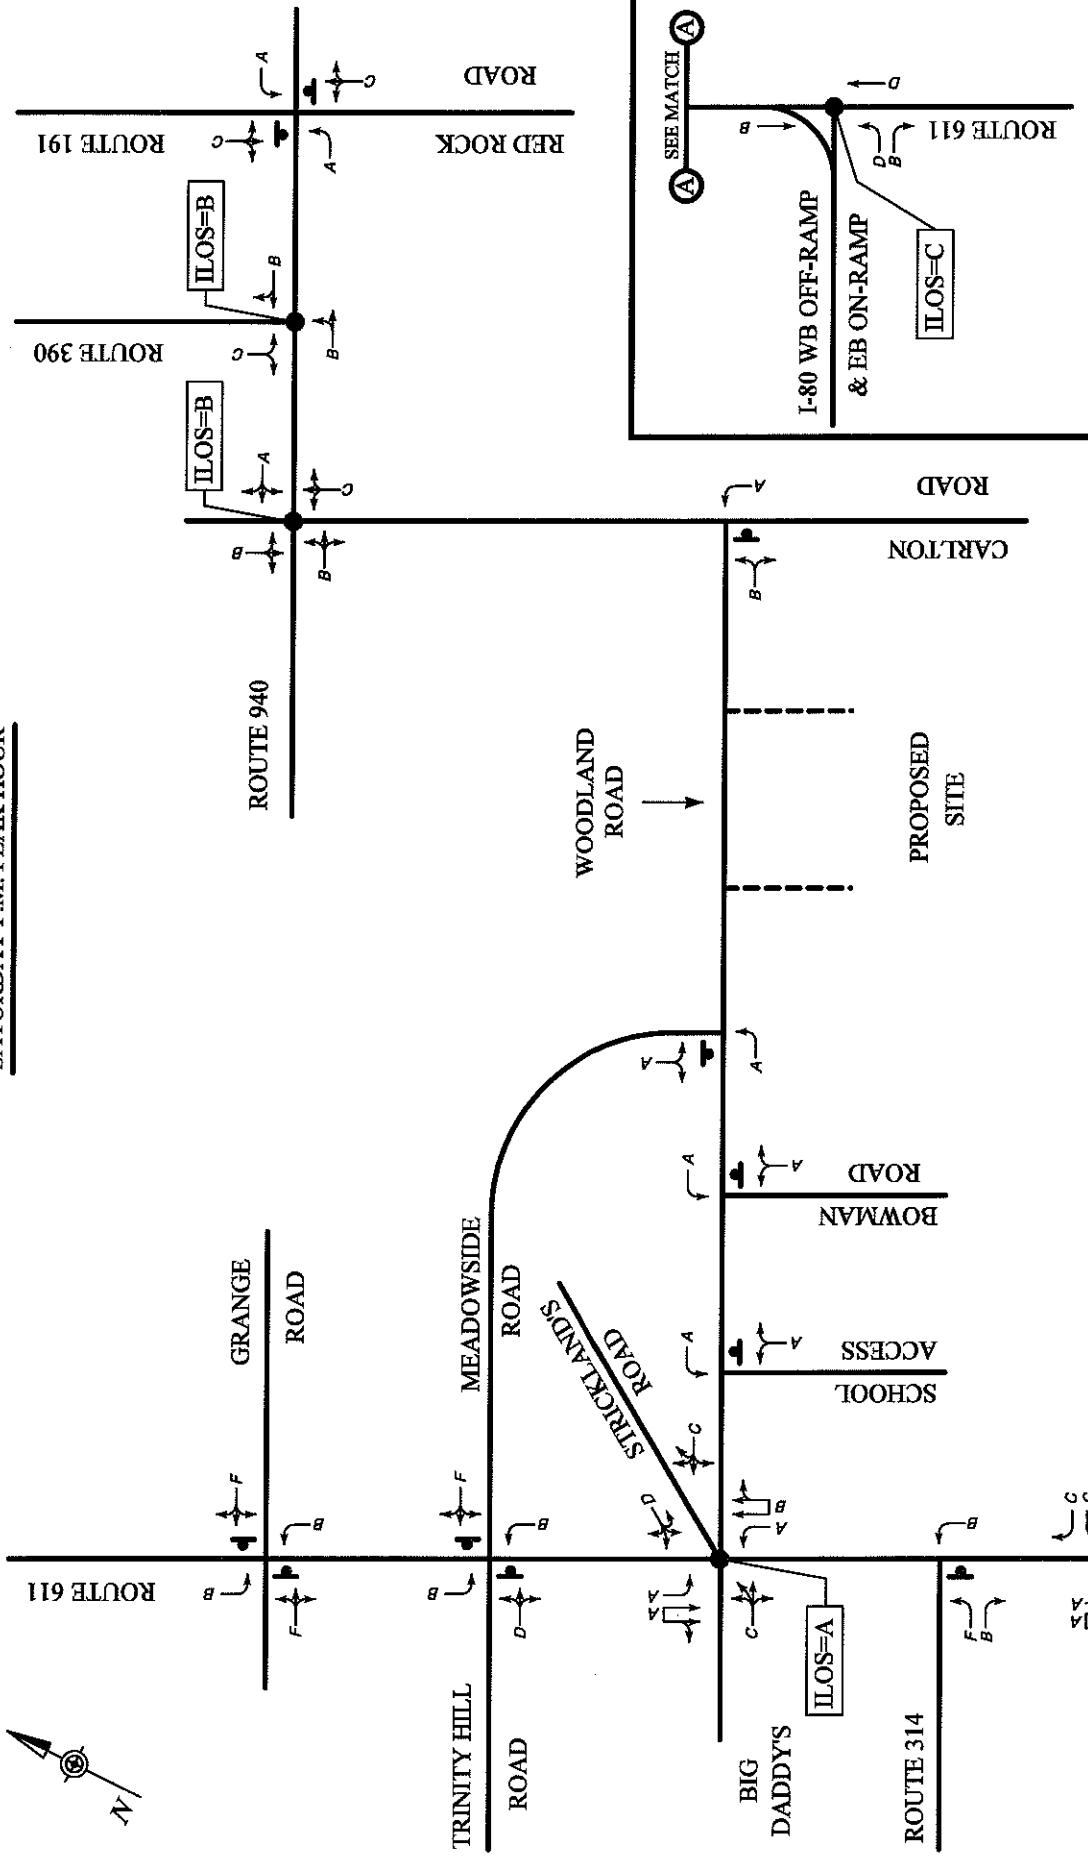 SATURDAY P.M. PEAK HOUR
N
ROUTE 611
GRANGE
ROAD
B
F
F
B
TRINITY HILL
ROAD
MEADOWSIDE
ROAD
B
F
D
B
STRICKLAND'S
ROAD
BIG
DADDY'S
A
A
D
C
C
A
B
ILOS=A
ROUTE 314
F
B
B
C
SCHOOL
ACCESS
A
A
BOWMAN
ROAD
A
A
A
A
WOODLAND
ROAD
PROPOSED
SITE
CARLTON
ROAD
B
A
ROUTE 940
ILOS=B
B
A
B
C
ROUTE 390
ILOS=B
C
B
B
ROUTE 191
RED ROCK
ROAD
C
A
A
C
A
SEE MATCH
A
I-80 WB OFF-RAMP
& EB ON-RAMP
B
D
B
D
ROUTE 611
ILOS=C